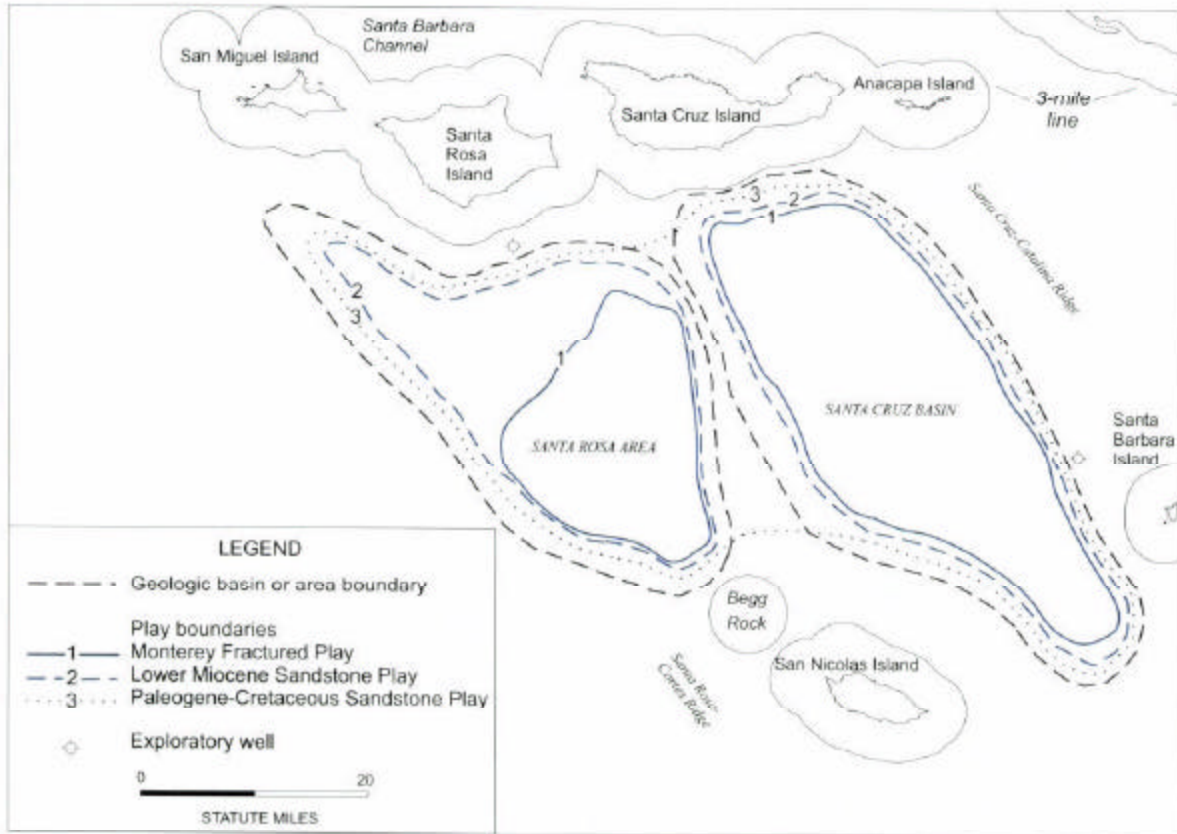 Santa Barbara
Channel
San Miguel Island
Santa
Rosa
Island
Santa Cruz Island
Anacapa Island
3-mile
line
Santa Cruz-Catalina Ridge
3
2
1
2
3
1
SANTA ROSA AREA
SANTA CRUZ BASIN
Santa
Barbara
Island
Begg
Rock
San Nicolas Island
Santa Rosa-
Cortes Ridge
LEGEND
Geologic basin or area boundary
Play boundaries
1 Monterey Fractured Play
2 Lower Miocene Sandstone Play
3 Paleogene-Cretaceous Sandstone Play
Exploratory well
0 20
STATUTE MILES